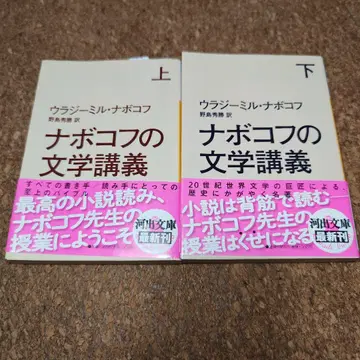 上
ウラジーミル・ナボコフ
野島秀勝 訳
ナボコフの
文学講義
すべての書き手、読み手にとっての
至上のバイブル
最高の小説読み、
ナボコフ先生の
授業にようこそ
河出文庫
最新刊
下
ウラジーミル・ナボコフ
野島秀勝 訳
ナボコフの
文学講義
20世紀世界文学の巨匠による、
歴史にかがやく名著
小説は背筋で読む
ナボコフ先生の
授業はくせになる
河出文庫
最新刊